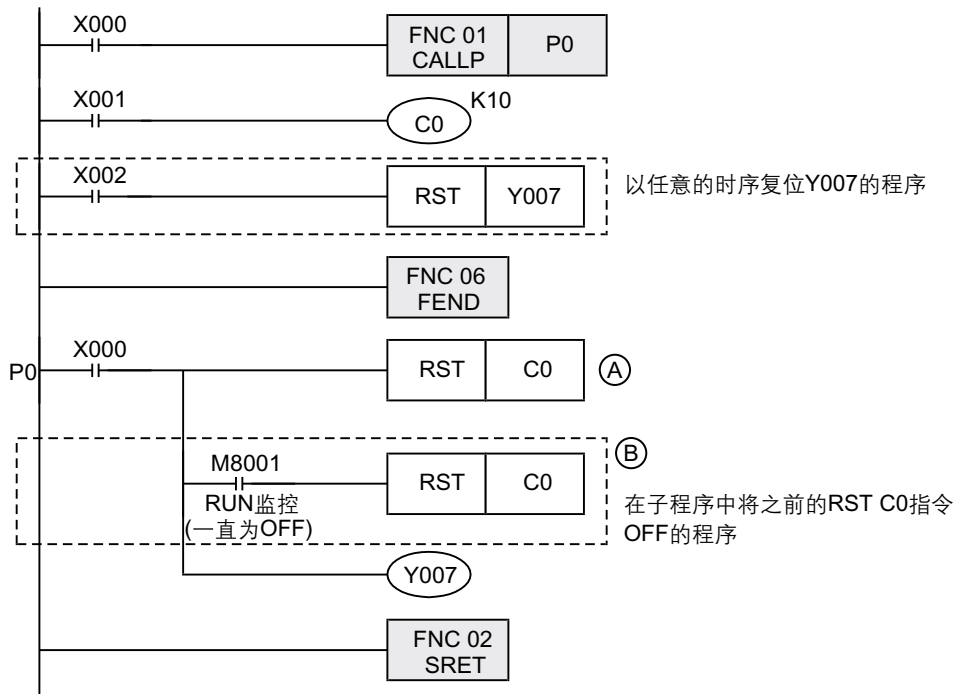 X000
FNC 01
CALLP
P0
X001
K10
C0
X002
RST
Y007
以任意的时序复位Y007的程序
FNC 06
FEND
X000
P0
RST
C0
A
B
M8001
RST
C0
RUN监控
(一直为OFF)
在子程序中将之前的RST C0指令
OFF的程序
Y007
FNC 02
SRET